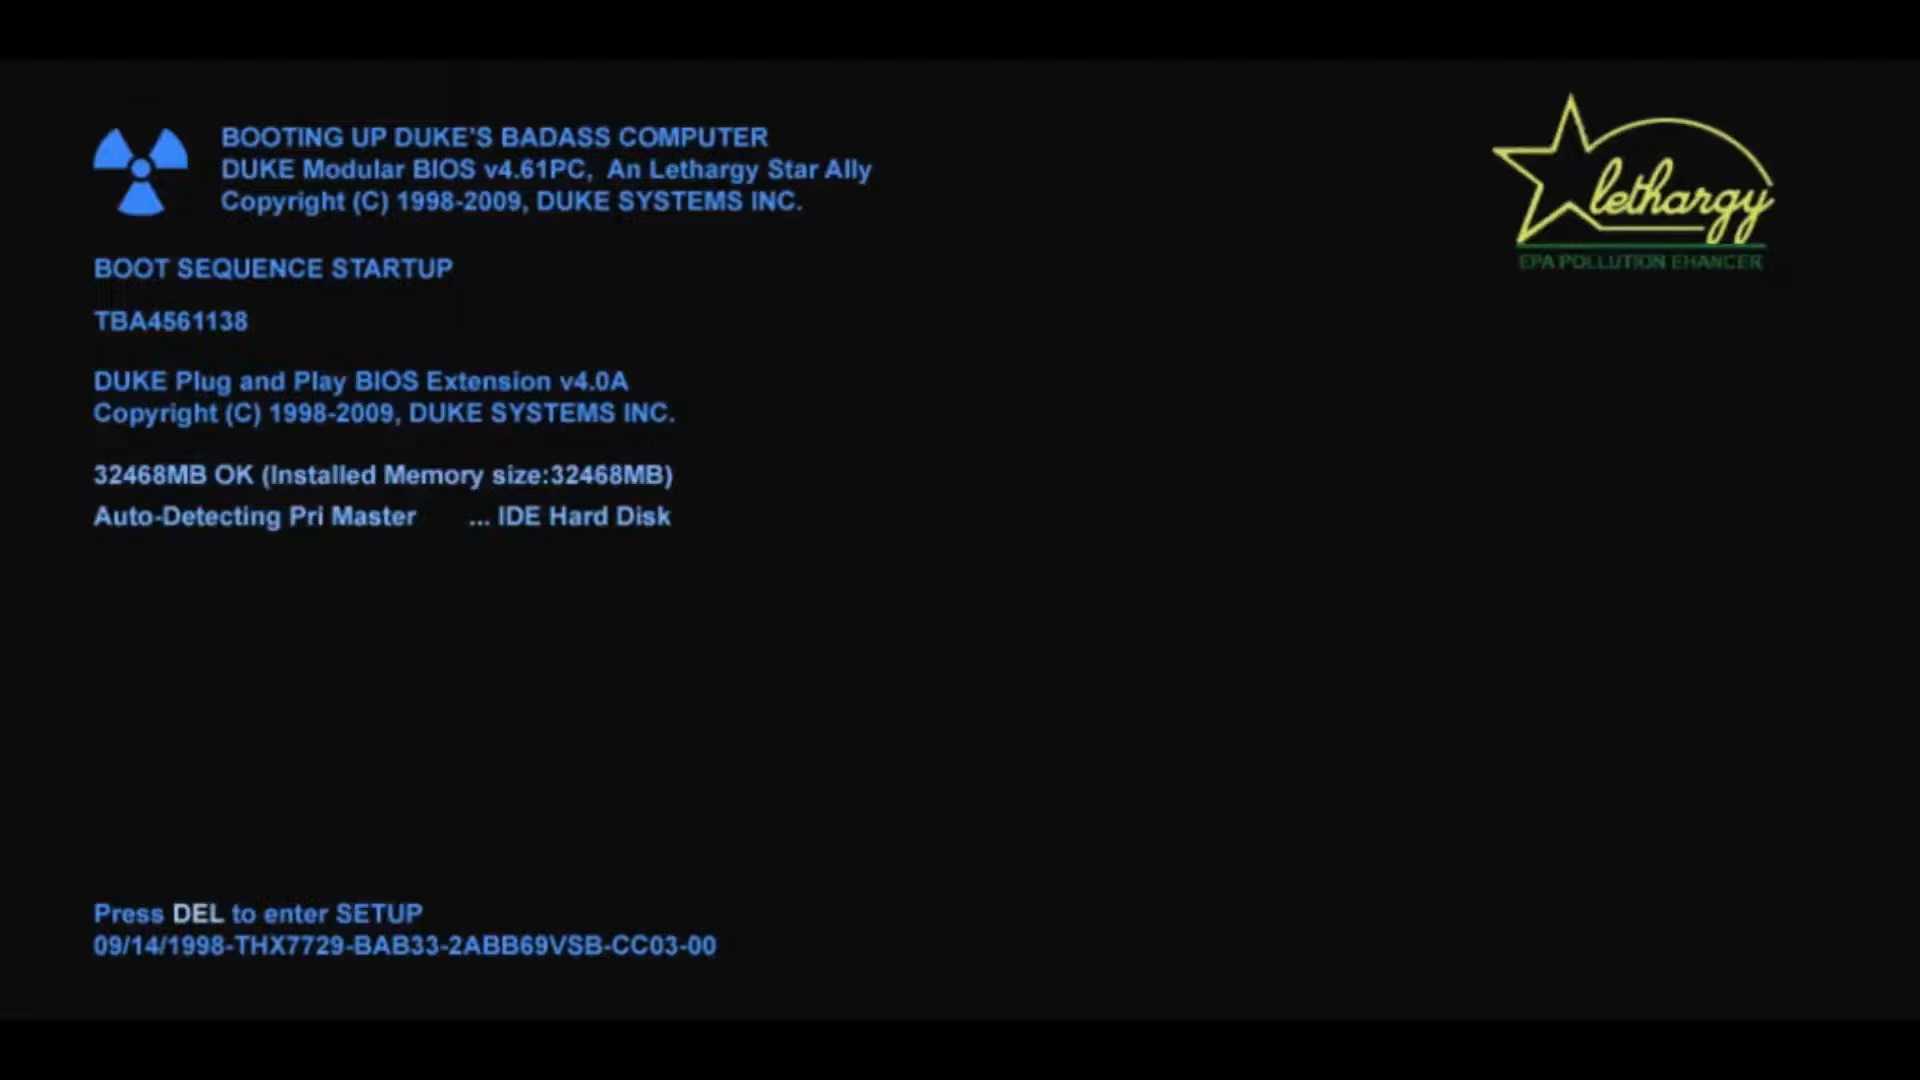 BOOTING UP DUKE'S BADASS COMPUTER
DUKE Modular BIOS v4.61PC, An Lethargy Star Ally
Copyright (C) 1998-2009, DUKE SYSTEMS INC.
lethargy
EPA POLLUTION EHANCER
BOOT SEQUENCE STARTUP
TBA4561138
DUKE Plug and Play BIOS Extension v4.0A
Copyright (C) 1998-2009, DUKE SYSTEMS INC.
32468MB OK (Installed Memory size:32468MB)
Auto-Detecting Pri Master ... IDE Hard Disk
Press DEL to enter SETUP
09/14/1998-THX7729-BAB33-2ABB69VSB-CC03-00